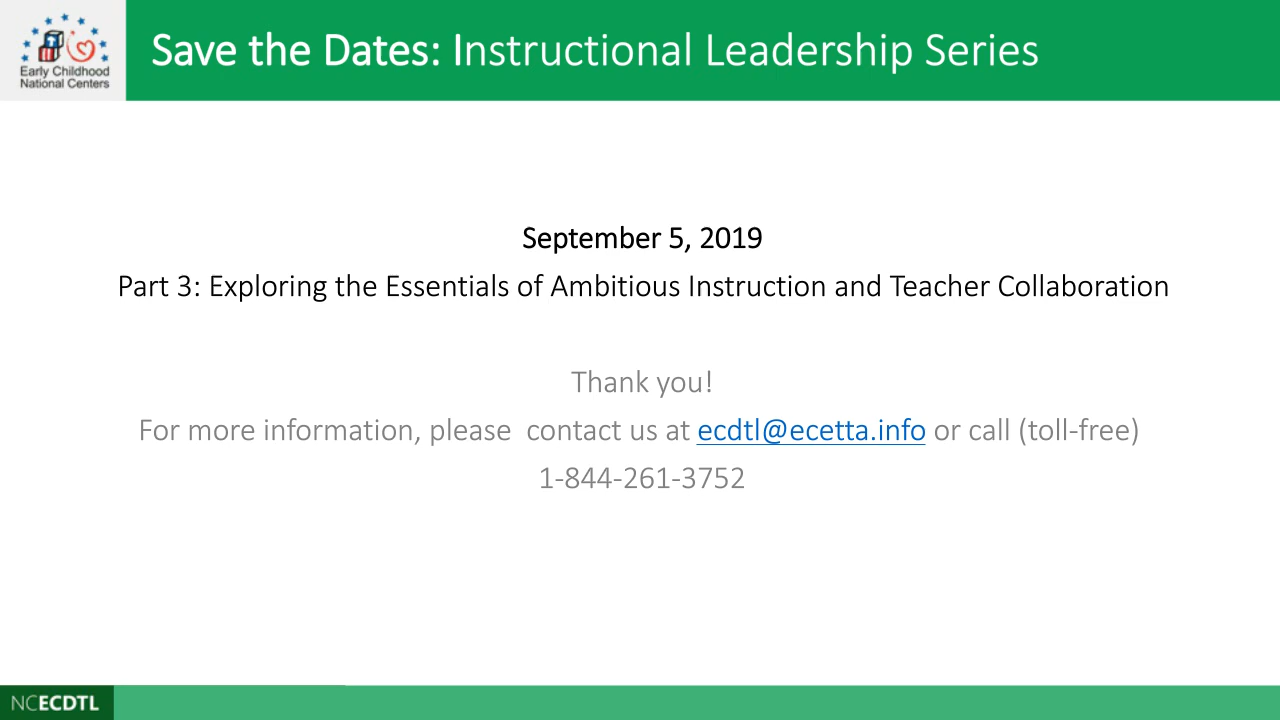 Early Childhood
National Centers
Save the Dates: Instructional Leadership Series
September 5, 2019
Part 3: Exploring the Essentials of Ambitious Instruction and Teacher Collaboration
Thank you!
For more information, please  contact us at ecdtl@ecetta.info or call (toll-free)
1-844-261-3752
NCECDTL